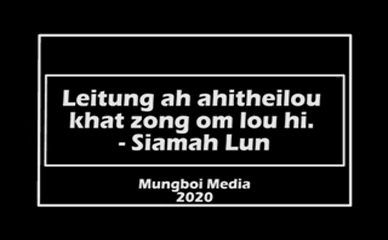 Leitung ah ahitheilou
khat zong om lou hi.
- Siamah Lun
Mungboi Media
2020